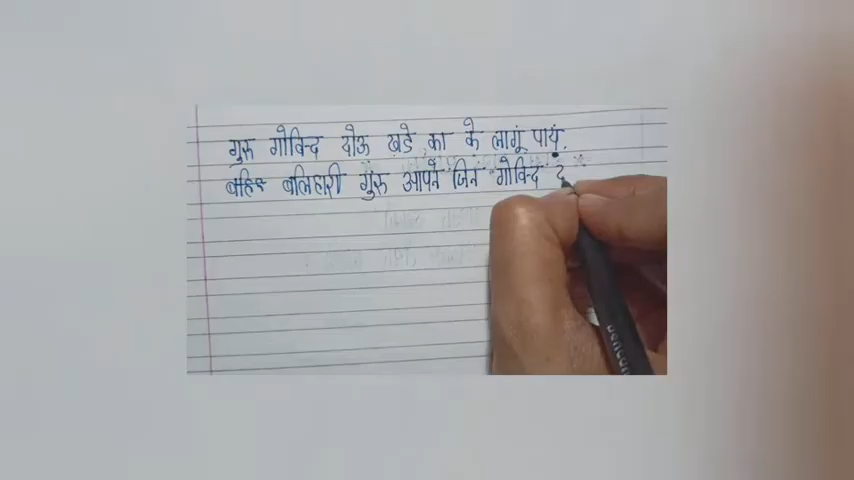 गुरू गोविन्द दोऊ खडे का के लागूं पायं.
बलिहारी गुरू आपने जिन गोविन्द